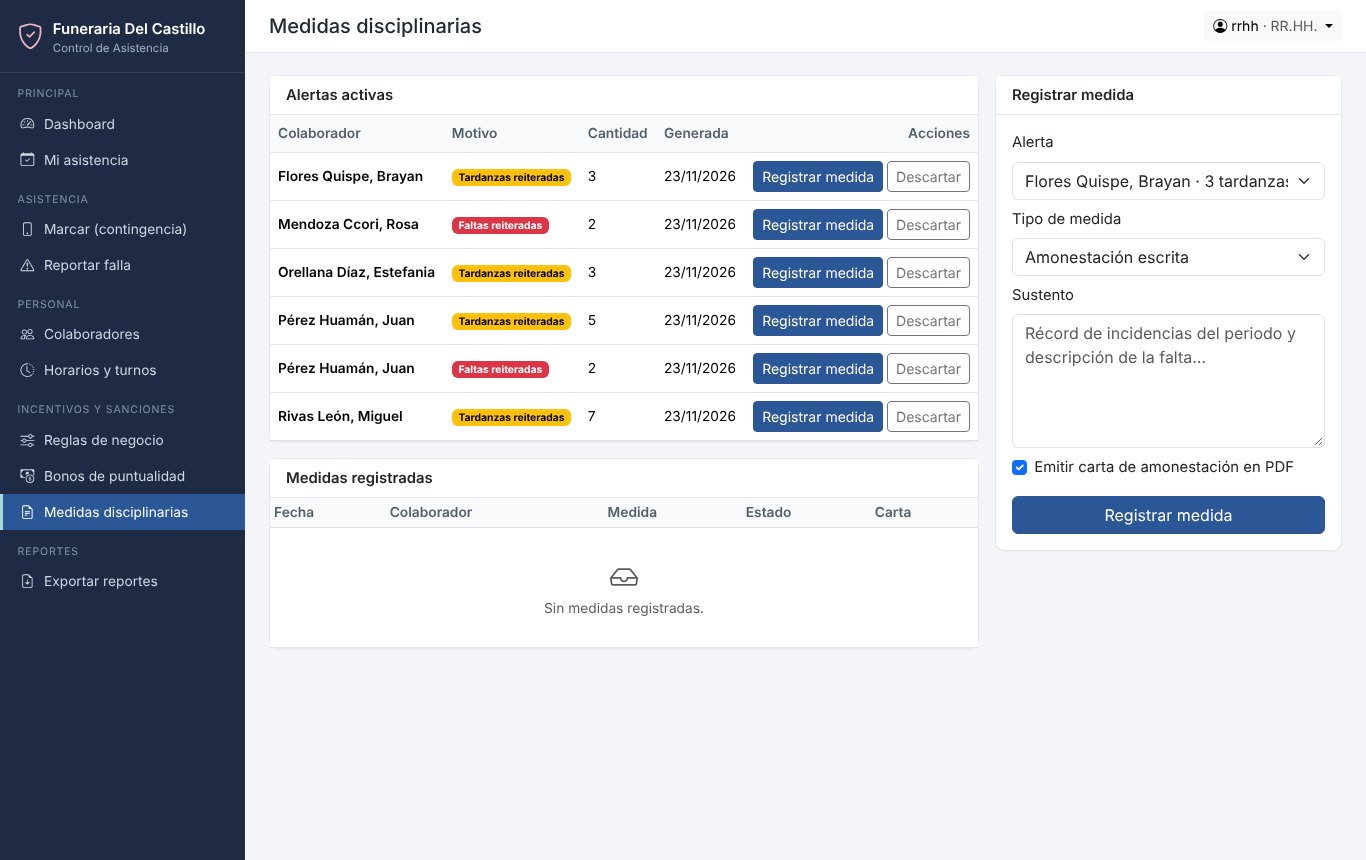 Funeraria Del Castillo
Control de Asistencia
PRINCIPAL
Dashboard
Mi asistencia
ASISTENCIA
Marcar (contingencia)
Reportar falla
PERSONAL
Colaboradores
Horarios y turnos
INCENTIVOS Y SANCIONES
Reglas de negocio
Bonos de puntualidad
Medidas disciplinarias
REPORTES
Exportar reportes
Medidas disciplinarias
rrhh · RR.HH.
Alertas activas
Colaborador Motivo Cantidad Generada Acciones
Flores Quispe, Brayan Tardanzas reiteradas 3 23/11/2026 Registrar medida Descartar
Mendoza Ccori, Rosa Faltas reiteradas 2 23/11/2026 Registrar medida Descartar
Orellana Díaz, Estefania Tardanzas reiteradas 3 23/11/2026 Registrar medida Descartar
Pérez Huamán, Juan Tardanzas reiteradas 5 23/11/2026 Registrar medida Descartar
Pérez Huamán, Juan Faltas reiteradas 2 23/11/2026 Registrar medida Descartar
Rivas León, Miguel Tardanzas reiteradas 7 23/11/2026 Registrar medida Descartar
Medidas registradas
Fecha Colaborador Medida Estado Carta
Sin medidas registradas.
Registrar medida
Alerta
Flores Quispe, Brayan · 3 tardanzas
Tipo de medida
Amonestación escrita
Sustento
Récord de incidencias del periodo y
descripción de la falta...
Emitir carta de amonestación en PDF
Registrar medida